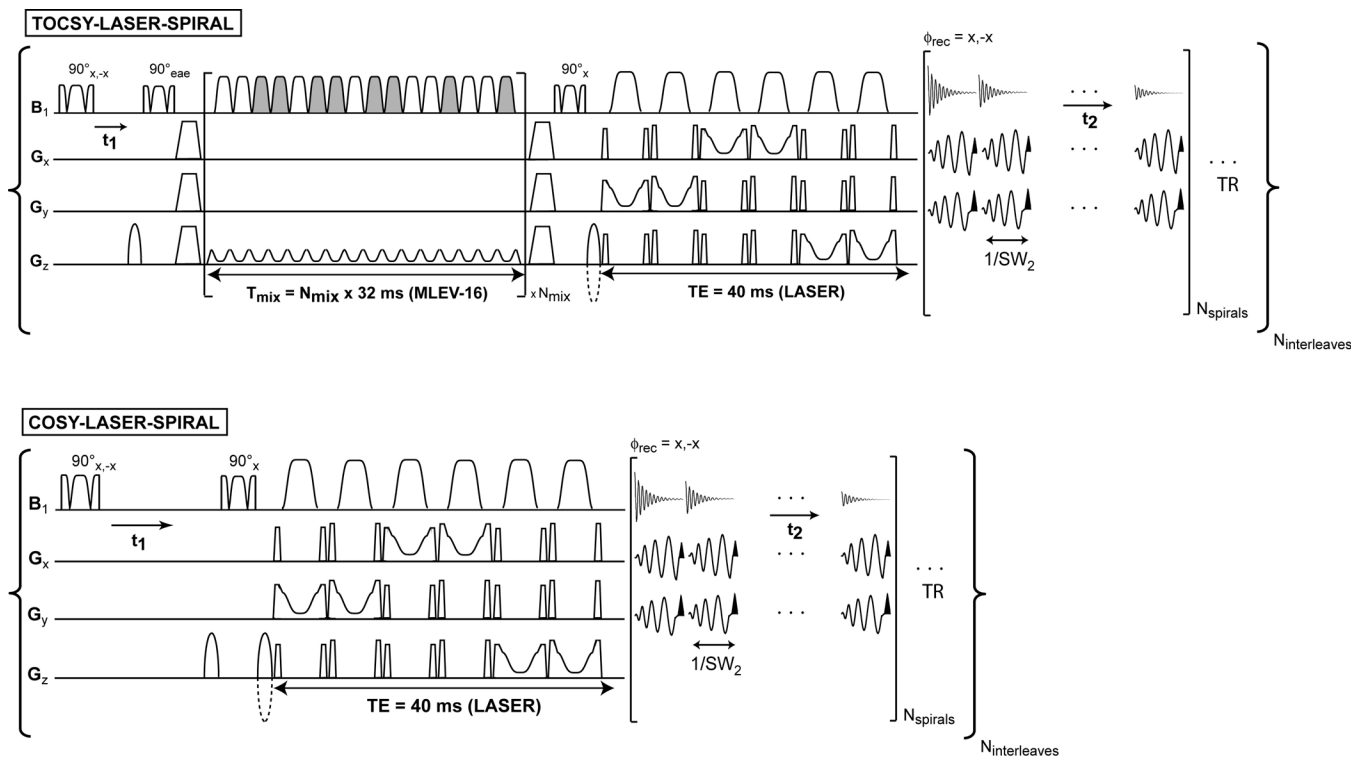 TOCSY-LASER-SPIRAL
ϕrec = x,-x
90°x,-x
90°eae
90°x
B1
t1
t2
. . .
Gx
. . .
. . .
TR
Gy
. . .
Gz
1/SW2
Tmix = Nmix x 32 ms (MLEV-16)
x Nmix
TE = 40 ms (LASER)
Nspirals
Ninterleaves
COSY-LASER-SPIRAL
ϕrec = x,-x
90°x,-x
90°x
B1
t1
t2
. . .
Gx
. . .
. . .
TR
Gy
. . .
1/SW2
Gz
TE = 40 ms (LASER)
Nspirals
Ninterleaves